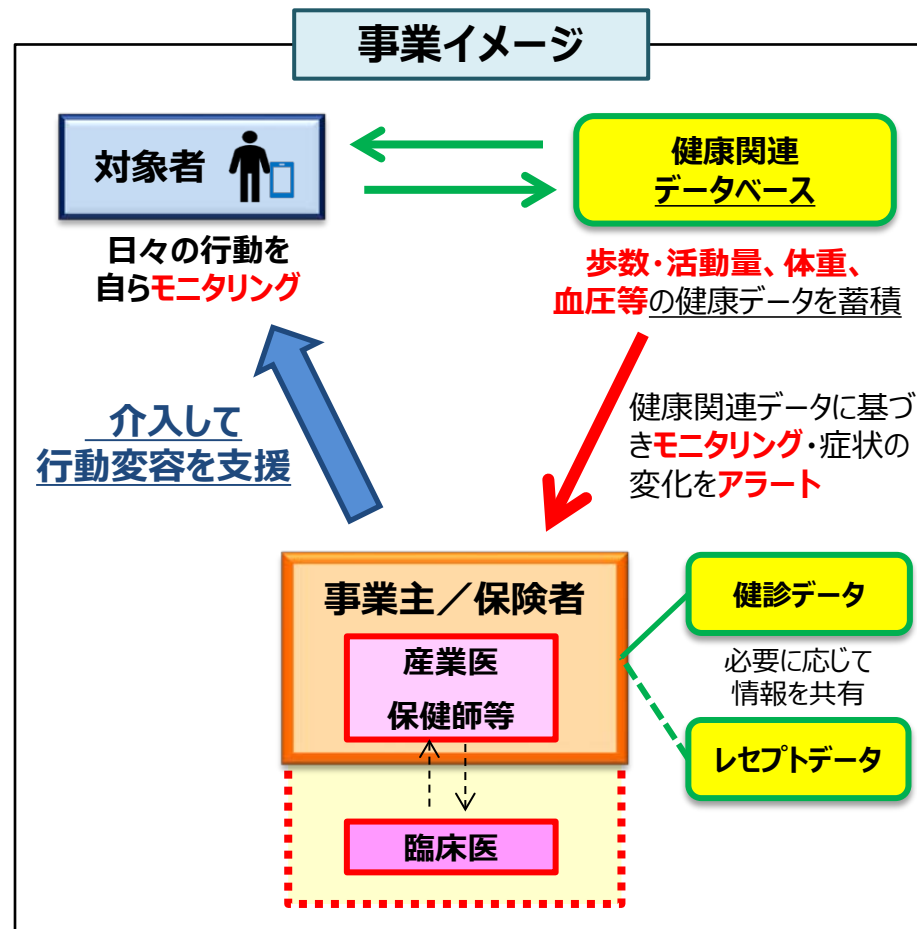 事業イメージ
対象者
健康関連
データベース
日々の行動を
自らモニタリング
歩数・活動量、体重、
血圧等の健康データを蓄積
介入して
行動変容を支援
健康関連データに基づ
きモニタリング・症状の
変化をアラート
事業主／保険者
産業医
保健師等
臨床医
健診データ
必要に応じて
情報を共有
レセプトデータ